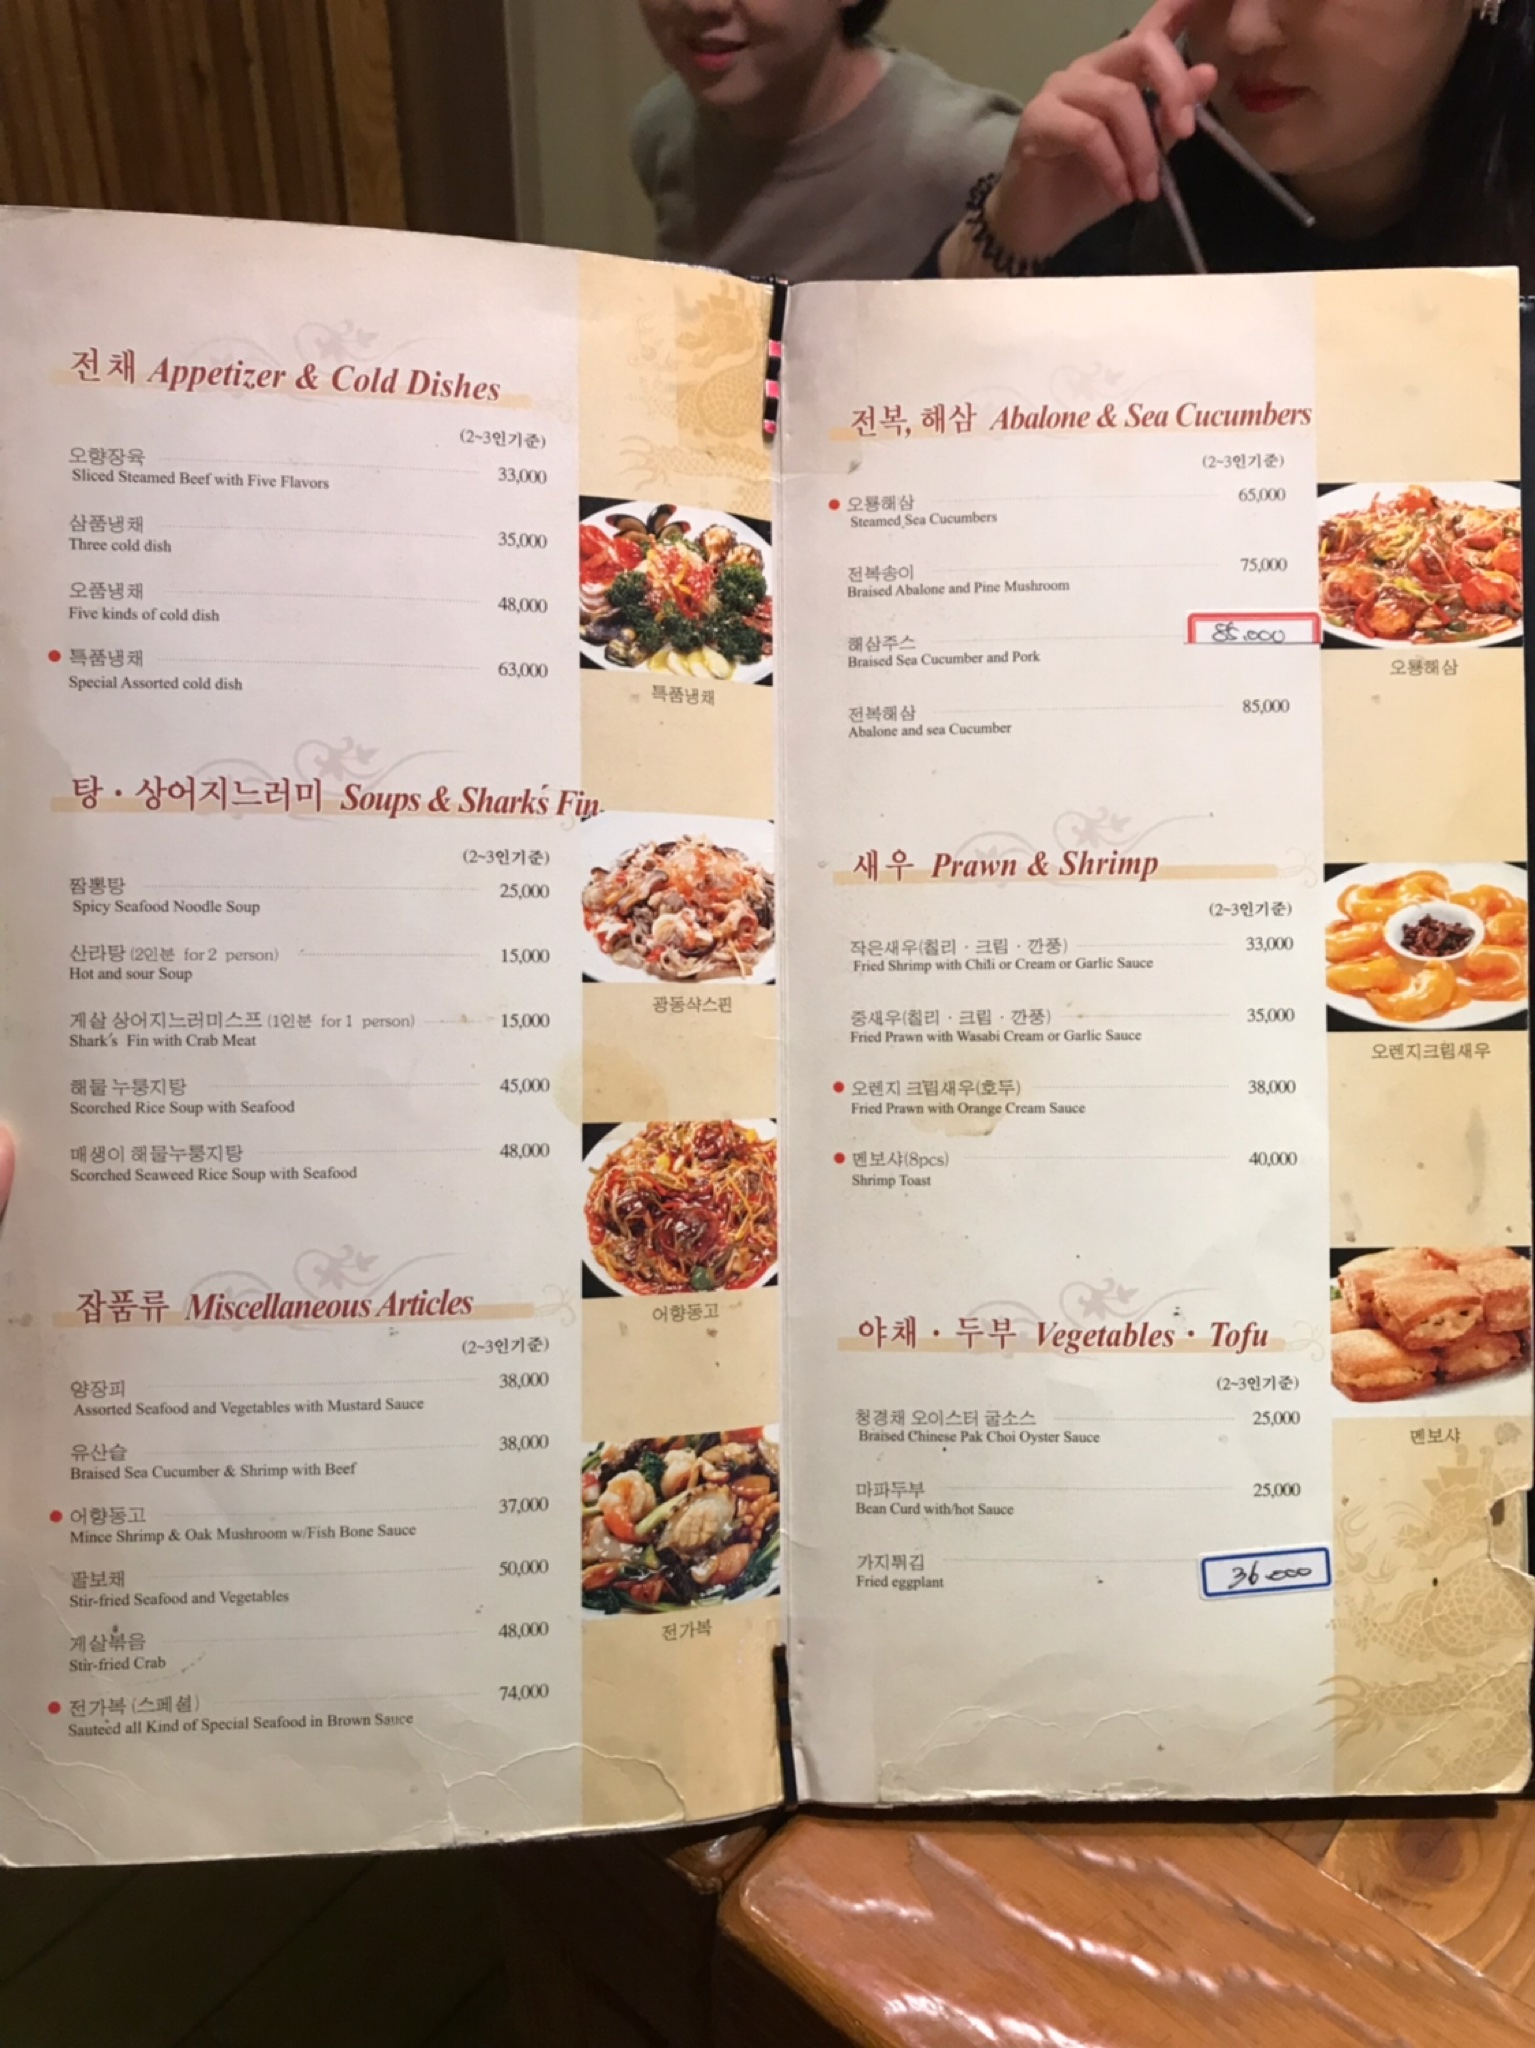 전채 Appetizer & Cold Dishes
(2~3인기준)
오향장육 33,000
Sliced Steamed Beef with Five Flavors
삼품냉채 35,000
Three cold dish
오품냉채 48,000
Five kinds of cold dish
특품냉채 63,000
Special Assorted cold dish
특품냉채
탕 · 상어지느러미 Soups & Shark's Fin
(2~3인기준)
짬뽕탕 25,000
Spicy Seafood Noodle Soup
산라탕 (2인분 for 2 person) 15,000
Hot and sour Soup
게살 상어지느러미스프 (1인분 for 1 person) 15,000
Shark's Fin with Crab Meat
해물 누룽지탕 45,000
Scorched Rice Soup with Seafood
매생이 해물누룽지탕 48,000
Scorched Seaweed Rice Soup with Seafood
광동샥스핀
어향동고
잡품류 Miscellaneous Articles
(2~3인기준)
양장피 38,000
Assorted Seafood and Vegetables with Mustard Sauce
유산슬 38,000
Braised Sea Cucumber & Shrimp with Beef
어향동고 37,000
Mince Shrimp & Oak Mushroom w/Fish Bone Sauce
팔보채 50,000
Stir-fried Seafood and Vegetables
게살볶음 48,000
Stir-fried Crab
전가복 (스페셜) 74,000
Sauteed all Kind of Special Seafood in Brown Sauce
전가복
전복, 해삼 Abalone & Sea Cucumbers
(2~3인기준)
오룡해삼 65,000
Steamed Sea Cucumbers
전복송이 75,000
Braised Abalone and Pine Mushroom
해삼주스 85.000
Braised Sea Cucumber and Pork
전복해삼 85,000
Abalone and sea Cucumber
오룡해삼
새우 Prawn & Shrimp
(2~3인기준)
작은새우(칠리 · 크림 · 깐풍) 33,000
Fried Shrimp with Chili or Cream or Garlic Sauce
중새우(칠리 · 크림 · 깐풍) 35,000
Fried Prawn with Wasabi Cream or Garlic Sauce
오렌지 크림새우(호두) 38,000
Fried Prawn with Orange Cream Sauce
멘보샤(8pcs) 40,000
Shrimp Toast
오렌지크림새우
야채 · 두부 Vegetables · Tofu
(2~3인기준)
청경채 오이스터 굴소스 25,000
Braised Chinese Pak Choi Oyster Sauce
마파두부 25,000
Bean Curd with/hot Sauce
가지튀김 36.000
Fried eggplant
멘보샤